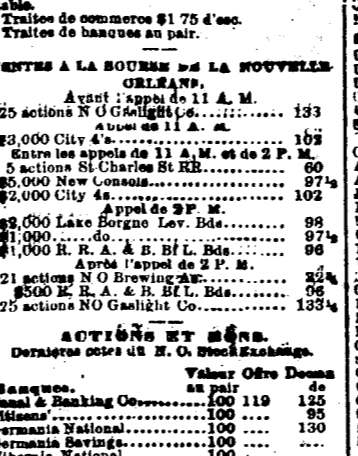 Traites de commerce $1 75 d'esc.
Traites de banques au pair.
ENTES A LA BOURSE DE LA NOUVELLE-
ORLEANS.
Avant l'appel de 11 A. M.
25 actions N O Gaslight Co............ 133
Appel de 11 A. M.
$3,000 City 4's.................... 102
Entre les appels de 11 A.M. et de 2 P. M.
5 actions St Charles St RR............ 60
$5,000 New Consols............ 97½
$2,000 City 4s.................... 102
Appel de 2 P. M.
$2,000 Lake Borgne Lev. Bds........ 98
$1,000......do............ 97½
$1,000 R. R. A. & B. Bf L. Bds........ 96
Après l'appel de 2 P. M.
21 actions N O Brewing
$500 R. R. A. & B. Bf L. Bds........ 96
25 actions NO Gaslight Co........ 133¼
ACTIONS ET BONS.
Dernières cotes du N. O. Stock Exchange.
Valeur Offre Deman
Banques. au pair de
anal & Banking Co........100 119 125
itizens'........100 .... 95
ermania National........100 .... 130
ermania Savings........100 .... ....
National........100